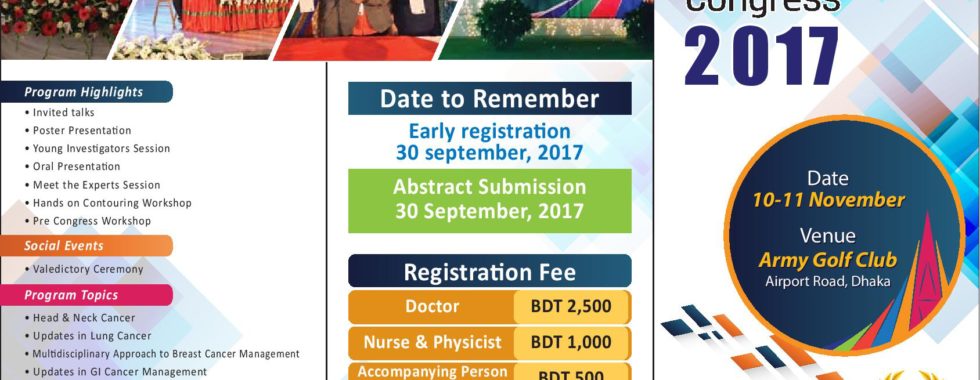 Program Highlights
• Invited talks
• Poster Presentation
• Young Investigators Session
• Oral Presentation
• Meet the Experts Session
• Hands on Contouring Workshop
• Pre Congress Workshop
Social Events
• Valedictory Ceremony
Program Topics
• Head & Neck Cancer
• Updates in Lung Cancer
• Multidisciplinary Approach to Breast Cancer Management
• Updates in GI Cancer Management
Date to Remember
Early registration
30 september, 2017
Abstract Submission
30 September, 2017
Registration Fee
Doctor BDT 2,500
Nurse & Physicist BDT 1,000
Accompanying Person BDT 500
Congress
2017
Date
10-11 November
Venue
Army Golf Club
Airport Road, Dhaka